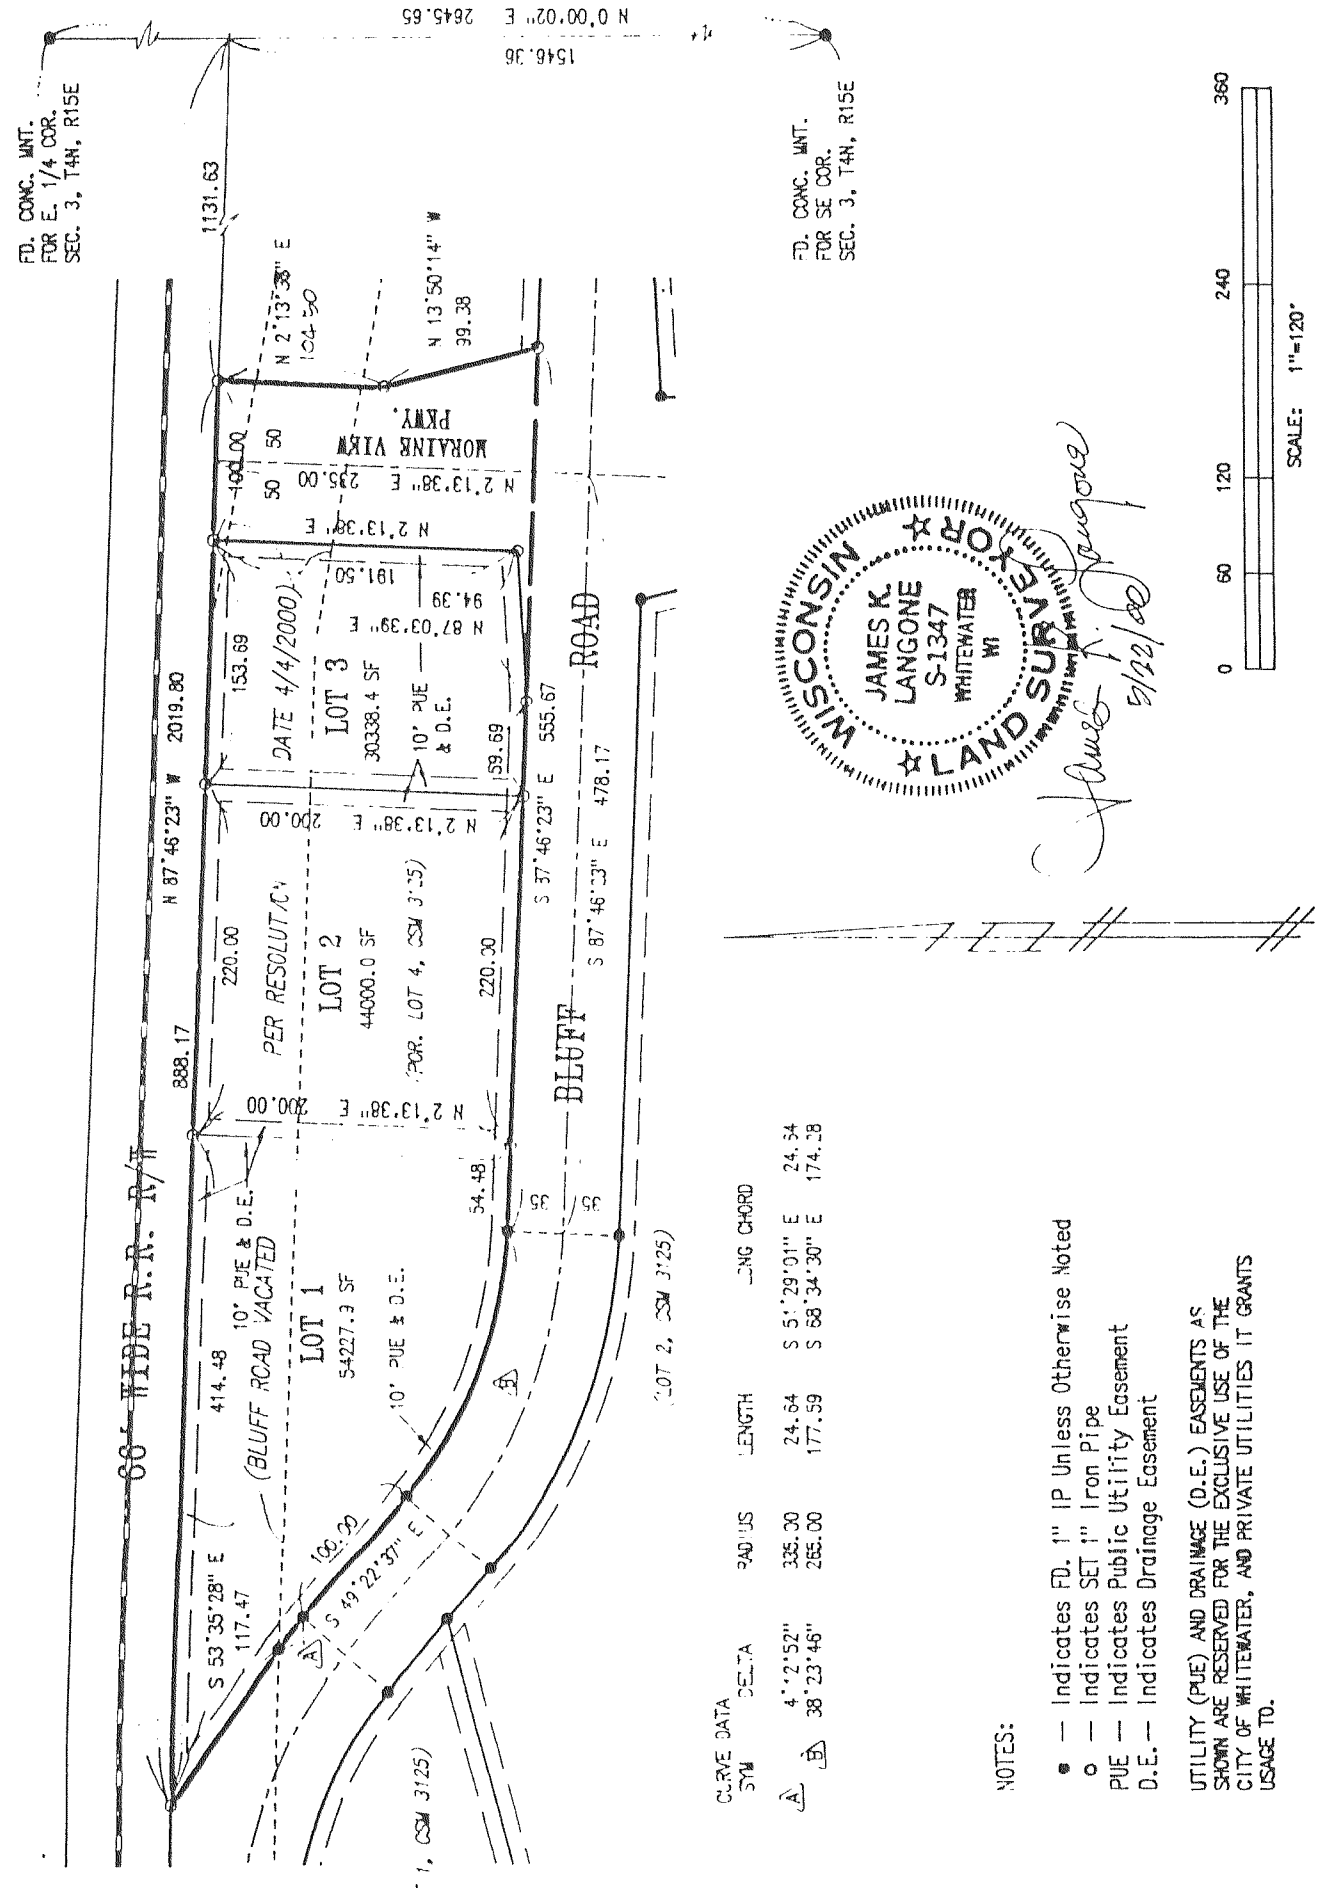 FD. CONC. MNT.
FOR E. 1/4 COR.
SEC. 3, T4N, R15E
N 0°00'02" E 2645.65
1546.36
1131.63
FD. CONC. MNT.
FOR SE COR.
SEC. 3, T4N, R15E
66' WIDE R.R. R/W
N 87°46'23" W 2019.80
888.17
414.48
220.00
153.69
100.00
50
50
N 2°13'38" E
104.50
N 13°50'14" W
99.38
MORAINE VIEW
PKWY.
N 2°13'38" E 235.00
N 2°13'38" E
191.50
94.39
N 87°03'39" E
DATE 4/4/2000)
LOT 3
30338.4 SF
10' PUE
& D.E.
59.69
200.00
N 2°13'38" E
PER RESOLUTION
LOT 2
44000.0 SF
(POR. LOT 4, CSM 3125)
220.00
200.00
N 2°13'38" E
10' PUE & D.E.
(BLUFF ROAD VACATED
LOT 1
54227.9 SF
10' PUE & D.E.
54.48
S 53°35'28" E
117.47
100.00
S 49°22'37" E
A
B
35
35
BLUFF ROAD
S 87°46'23" E 555.67
S 87°46'23" E 478.17
(LOT 2, CSM 3125)
1, CSM 3125)
CURVE DATA
SYM DELTA RADIUS LENGTH LONG CHORD
A 4°12'52" 335.00 24.64 S 51°29'01" E 24.64
B 38°23'46" 265.00 177.59 S 68°34'30" E 174.28
NOTES:
● — Indicates FD. 1" IP Unless Otherwise Noted
o — Indicates SET 1" Iron Pipe
PUE — Indicates Public Utility Easement
D.E. — Indicates Drainage Easement
UTILITY (PUE) AND DRAINAGE (D.E.) EASEMENTS AS
SHOWN ARE RESERVED FOR THE EXCLUSIVE USE OF THE
CITY OF WHITEWATER, AND PRIVATE UTILITIES IT GRANTS
USAGE TO.
WISCONSIN
JAMES K.
LANGONE
S-1347
WHITEWATER
WI
LAND SURVEYOR
James K. Langone
5/22/00
0 60 120 240 360
SCALE: 1"=120'